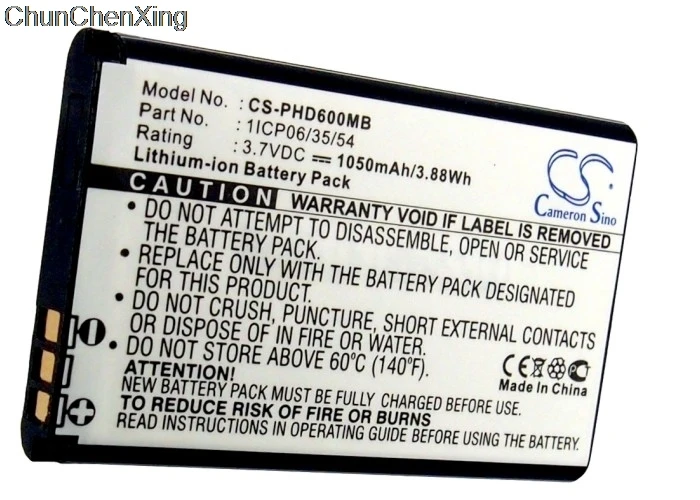 ChunChenXing
Model No. : CS-PHD600MB
Part No. : 1ICP06/35/54
Rating : 3.7VDC ⎓ 1050mAh/3.88Wh
Lithium-ion Battery Pack
CS
Cameron Sino
CAUTION: WARRANTY VOID IF LABEL IS REMOVED
• DO NOT ATTEMPT TO DISASSEMBLE, OPEN OR SERVICE
THE BATTERY PACK.
• REPLACE ONLY WITH THE BATTERY PACK DESIGNATED
FOR THIS PRODUCT.
• DO NOT CRUSH, PUNCTURE, SHORT EXTERNAL CONTACTS
OR DISPOSE IN FIRE OR WATER.
• DO NOT STORE ABOVE 60°C (140°F).
ATTENTION!
NEW BATTERY PACK MUST BE FULLY CHARGED BEFORE USE
TO REDUCE RISK OF FIRE OR BURNS
READ INSTRUCTIONS IN DETAIL BEFORE USING THE BATTERY.
CE
Made In China